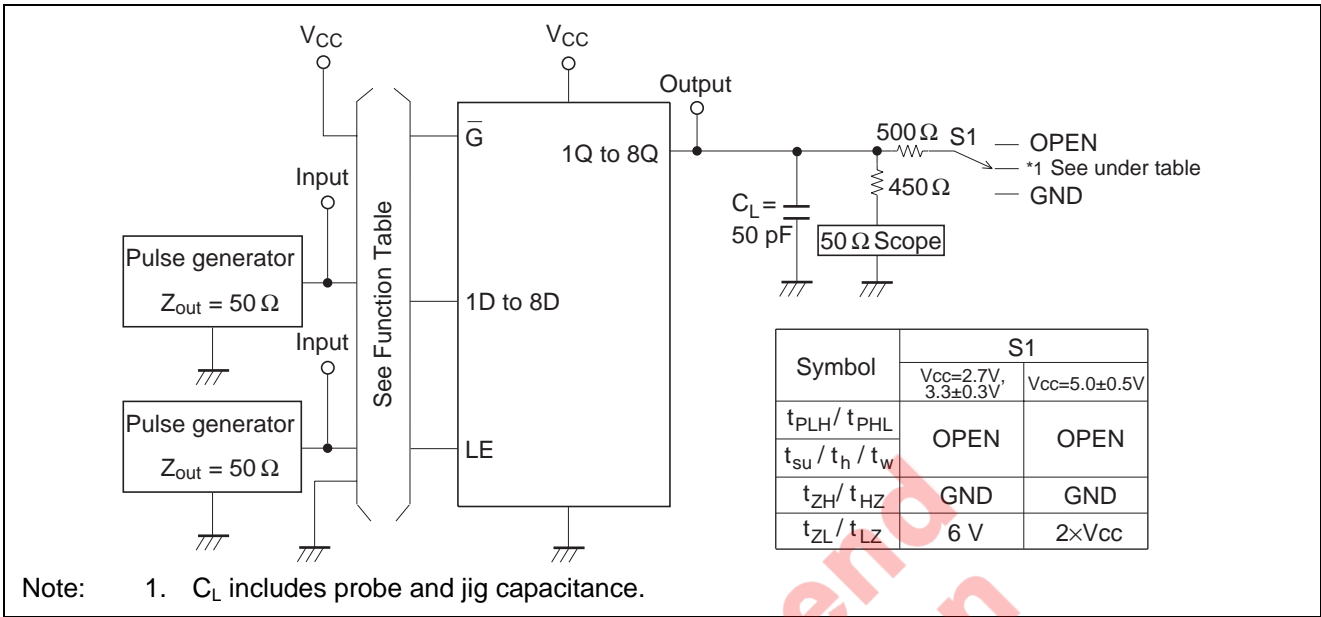 VCC
VCC
Output
G̅
1Q to 8Q
500 Ω
S1
OPEN
*1 See under table
GND
450 Ω
CL =
50 pF
50 Ω Scope
Input
Pulse generator
Zout = 50 Ω
See Function Table
1D to 8D
Input
Pulse generator
Zout = 50 Ω
LE
Symbol
S1
Vcc=2.7V,
3.3±0.3V
Vcc=5.0±0.5V
tPLH / tPHL
OPEN
OPEN
tsu / th / tw
tZH / tHZ
GND
GND
tZL / tLZ
6 V
2×Vcc
Note: 1. CL includes probe and jig capacitance.